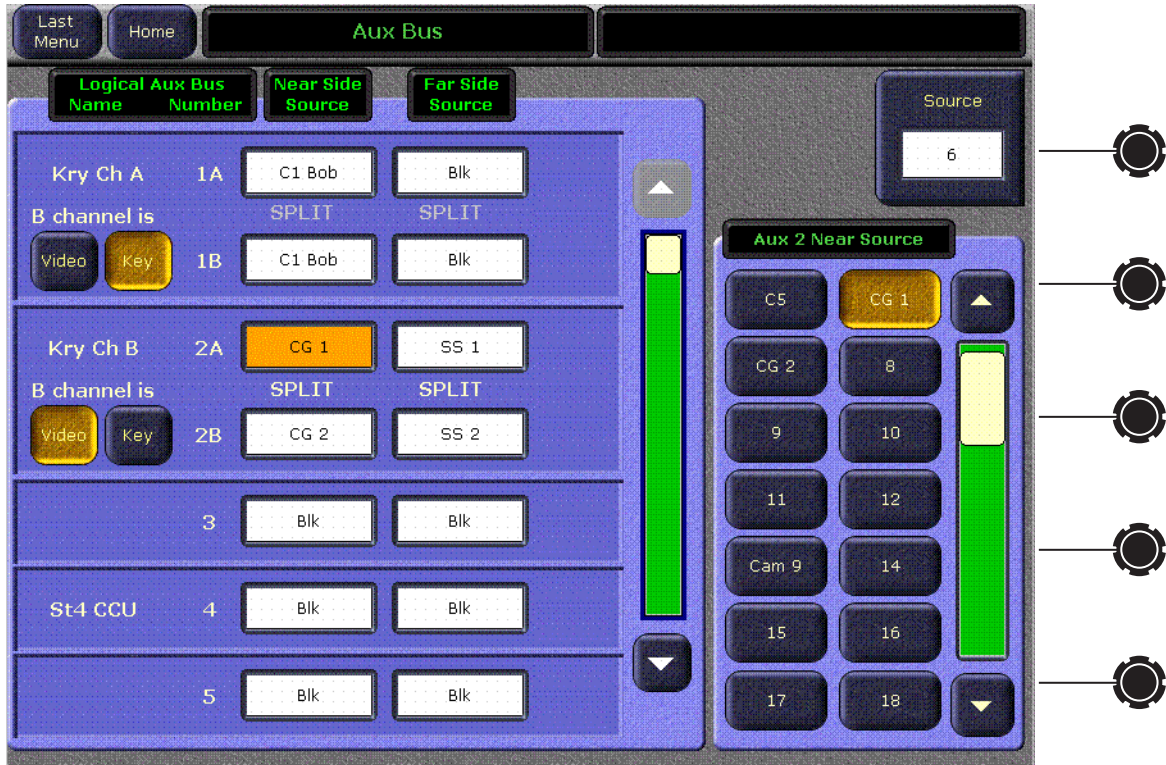 Last Menu
Home
Aux Bus
Logical Aux Bus
Name Number
Near Side Source
Far Side Source
Source
6
Kry Ch A 1A C1 Bob Blk
B channel is SPLIT SPLIT
Video Key 1B C1 Bob Blk
Kry Ch B 2A CG 1 SS 1
B channel is SPLIT SPLIT
Video Key 2B CG 2 SS 2
3 Blk Blk
St4 CCU 4 Blk Blk
5 Blk Blk
Aux 2 Near Source
C5 CG 1
CG 2 8
9 10
11 12
Cam 9 14
15 16
17 18